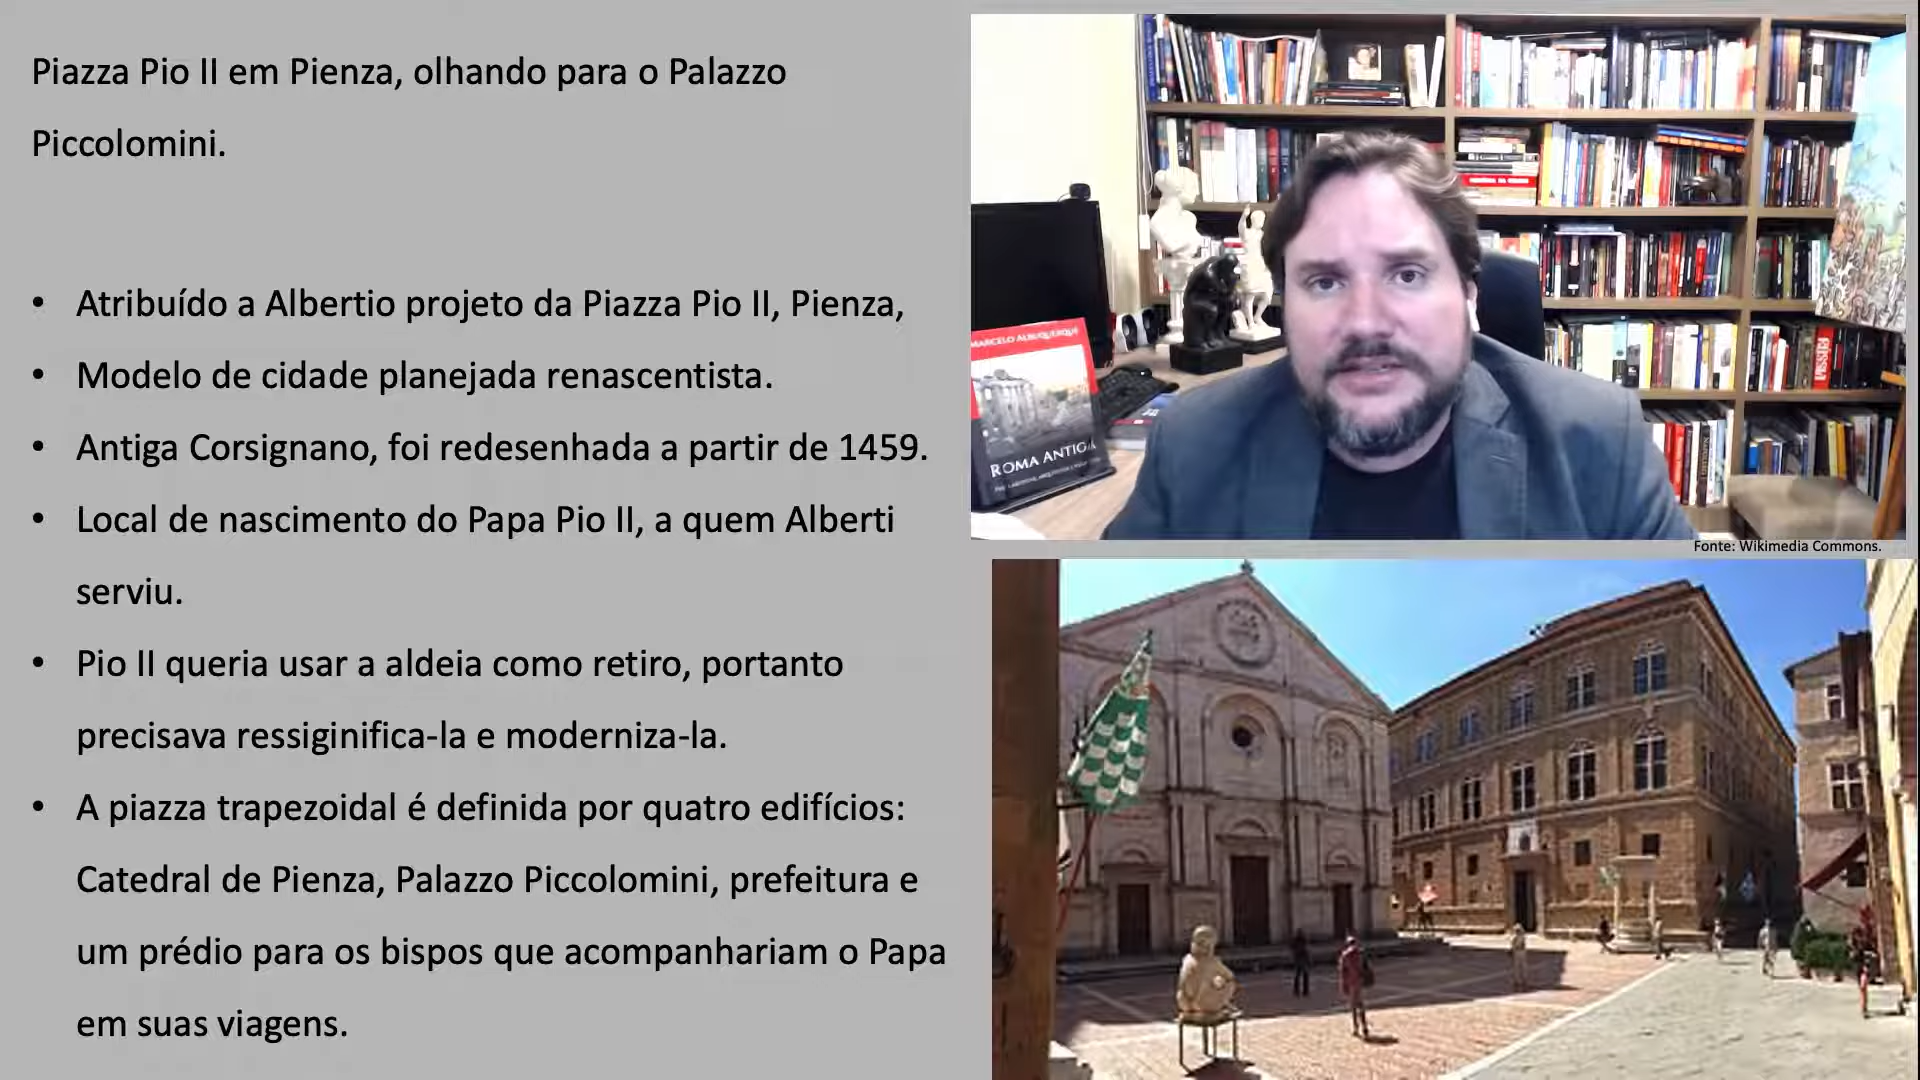 Piazza Pio II em Pienza, olhando para o Palazzo
Piccolomini.
• Atribuído a Albertio projeto da Piazza Pio II, Pienza,
• Modelo de cidade planejada renascentista.
• Antiga Corsignano, foi redesenhada a partir de 1459.
• Local de nascimento do Papa Pio II, a quem Alberti
serviu.
• Pio II queria usar a aldeia como retiro, portanto
precisava ressiginifica-la e moderniza-la.
• A piazza trapezoidal é definida por quatro edifícios:
Catedral de Pienza, Palazzo Piccolomini, prefeitura e
um prédio para os bispos que acompanhariam o Papa
em suas viagens.
MARCELO ALBUQUERQUE
ROMA ANTIGA
Fonte: Wikimedia Commons.